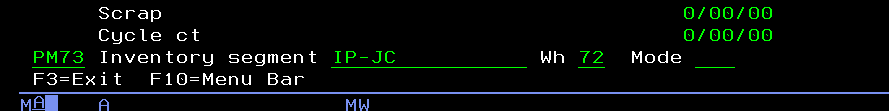 Scrap 0/00/00
Cycle ct 0/00/00
PM73 Inventory segment IP-JC Wh 72 Mode
F3=Exit F10=Menu Bar
MA A MW